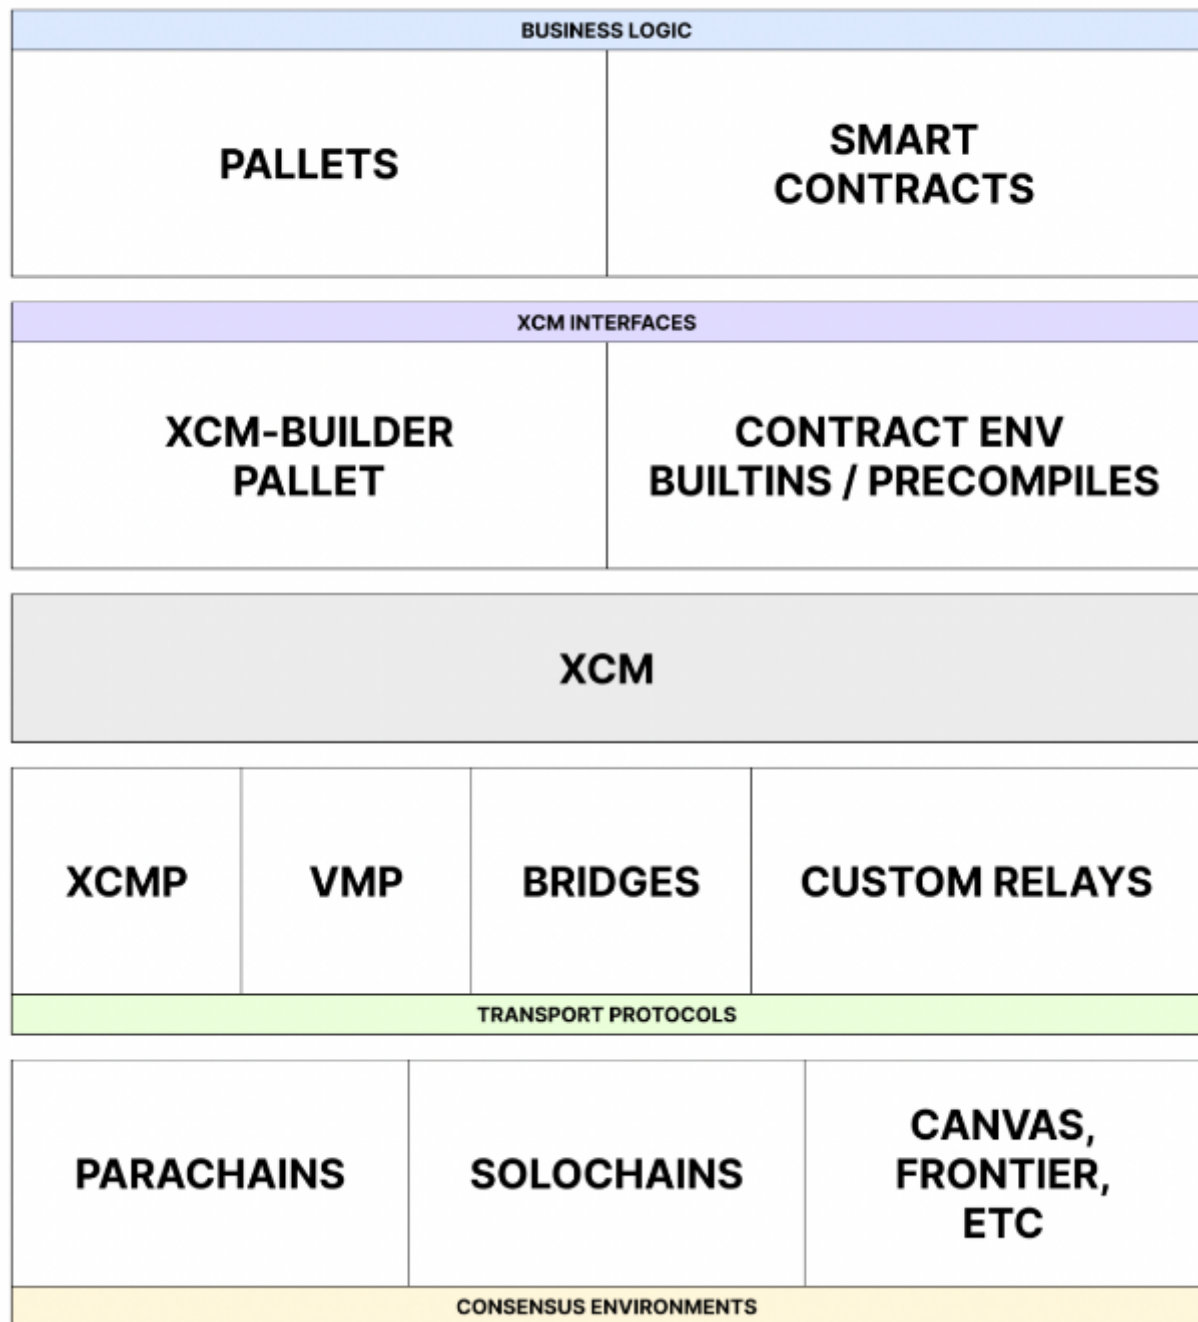 BUSINESS LOGIC
PALLETS
SMART
CONTRACTS
XCM INTERFACES
XCM-BUILDER
PALLET
CONTRACT ENV
BUILTINS / PRECOMPILES
XCM
XCMP
VMP
BRIDGES
CUSTOM RELAYS
TRANSPORT PROTOCOLS
PARACHAINS
SOLOCHAINS
CANVAS,
FRONTIER,
ETC
CONSENSUS ENVIRONMENTS